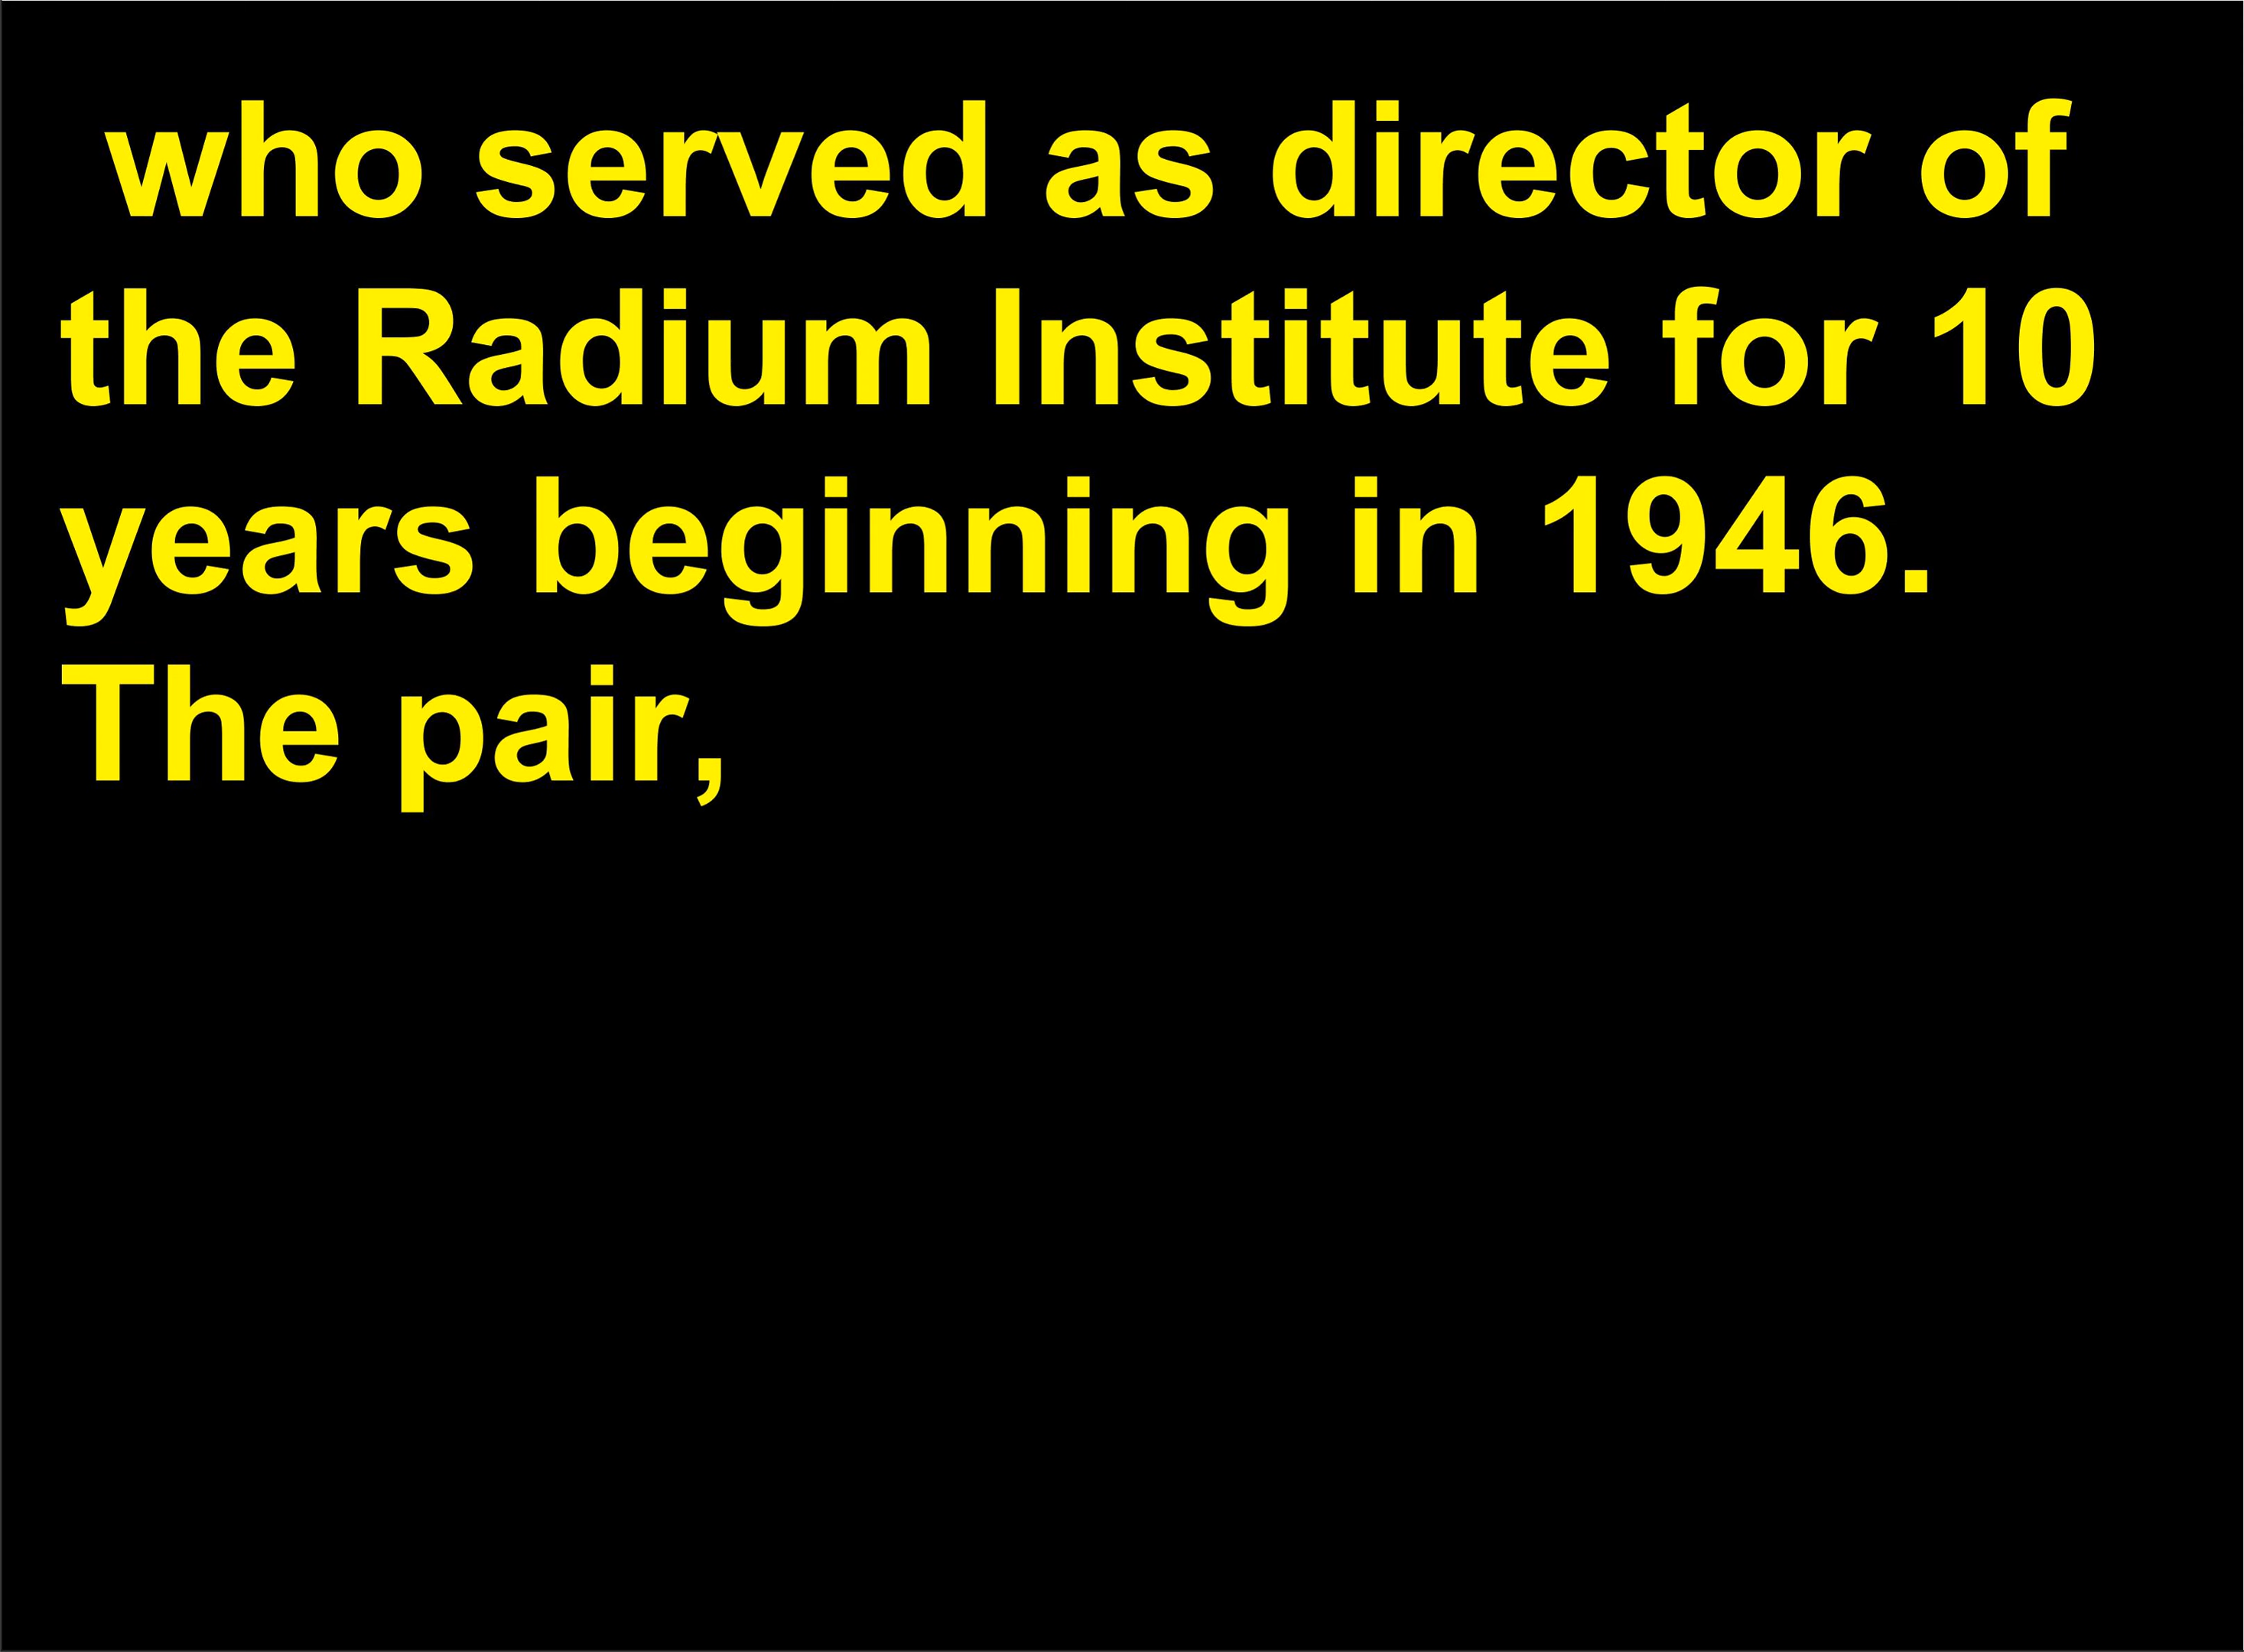 who served as director of
the Radium Institute for 10
years beginning in 1946.
The pair,